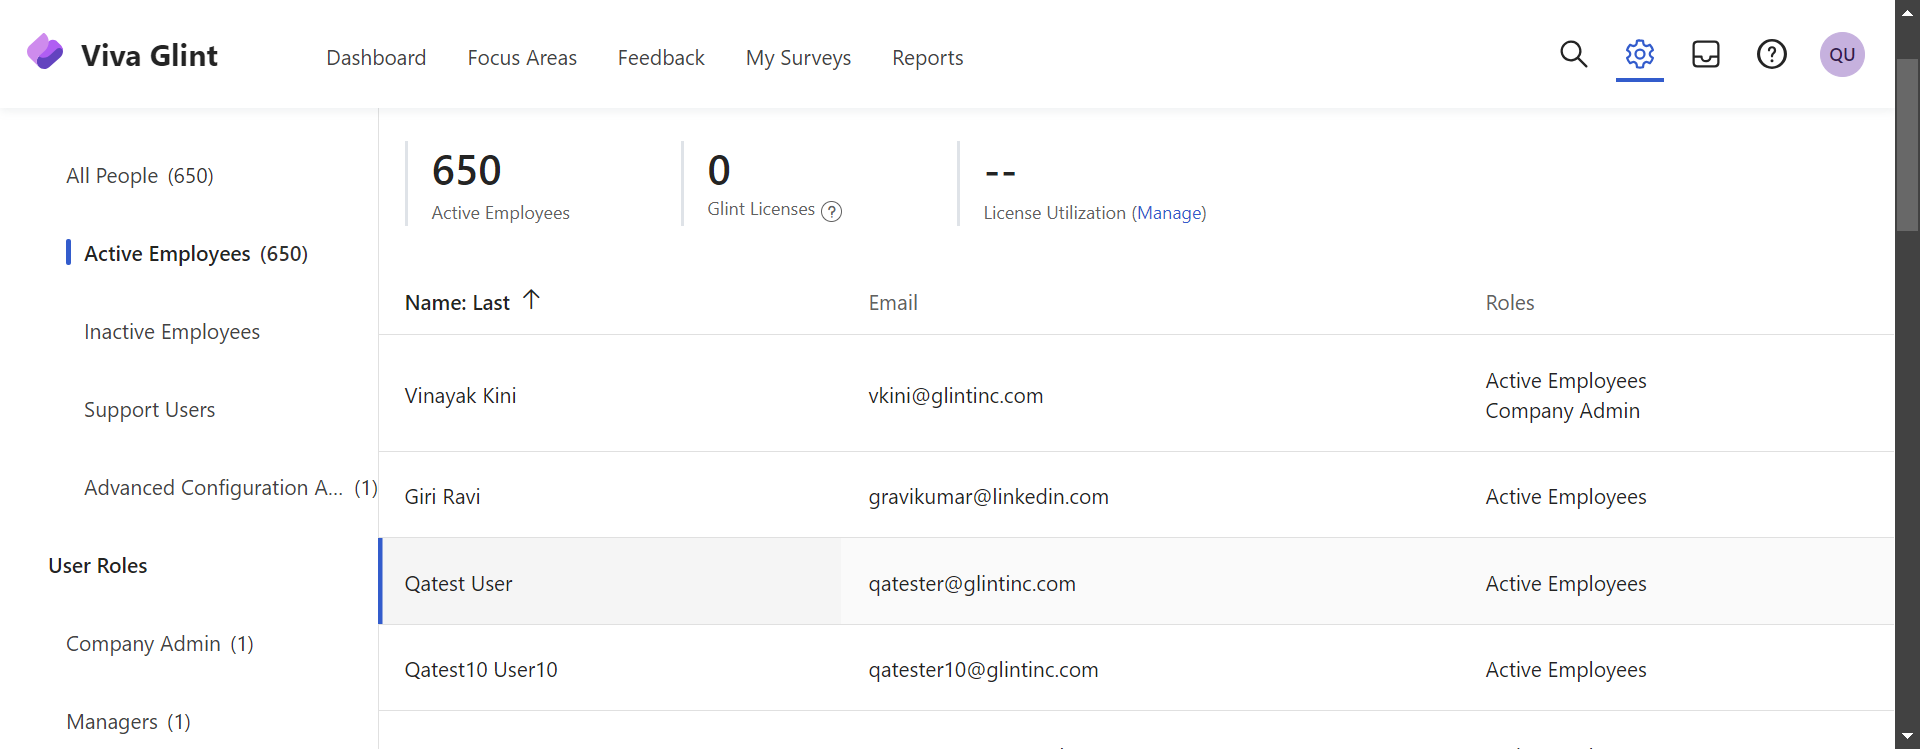 Viva Glint
Dashboard
Focus Areas
Feedback
My Surveys
Reports
QU
All People (650)
Active Employees (650)
Inactive Employees
Support Users
Advanced Configuration A... (1)
User Roles
Company Admin (1)
Managers (1)
650
Active Employees
0
Glint Licenses ?
--
License Utilization (Manage)
Name: Last ↑ Email Roles
Vinayak Kini vkini@glintinc.com Active Employees
Company Admin
Giri Ravi gravikumar@linkedin.com Active Employees
Qatest User qatester@glintinc.com Active Employees
Qatest10 User10 qatester10@glintinc.com Active Employees